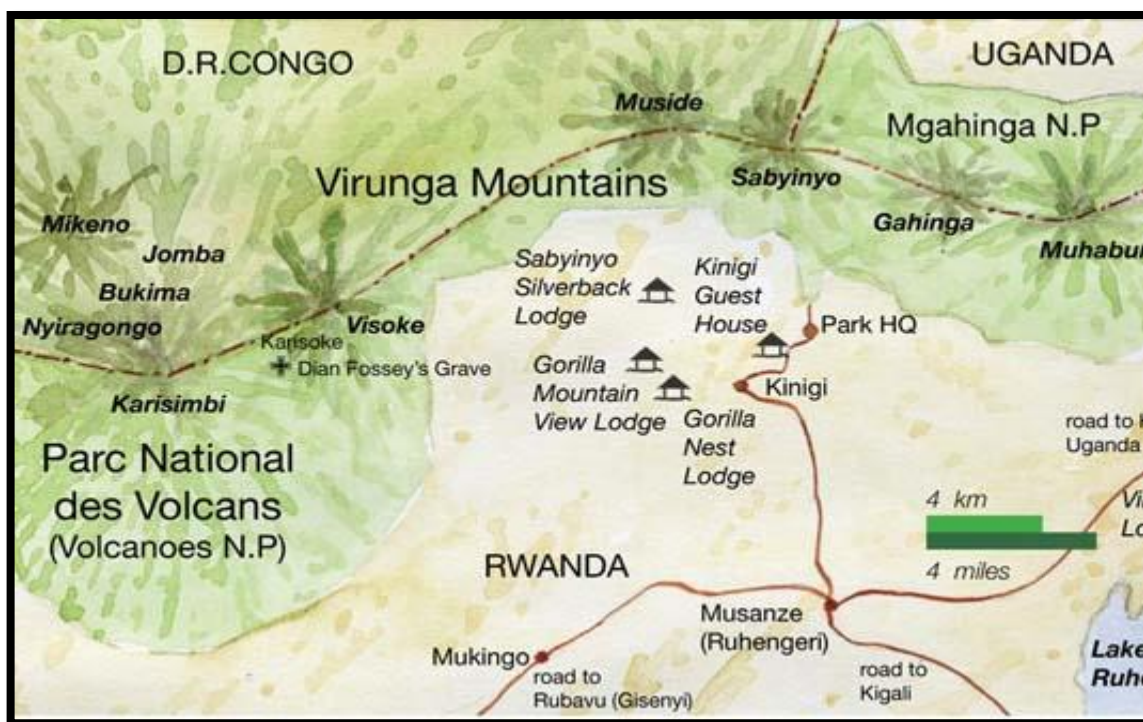 D.R.CONGO
UGANDA
Muside
Mgahinga N.P
Virunga Mountains
Sabyinyo
Mikeno
Gahinga
Jomba
Muhabur
Bukima
Sabyinyo
Silverback
Lodge
Kinigi
Guest
House
Nyiragongo
Visoke
Park HQ
Karisoke
Dian Fossey's Grave
Gorilla
Mountain
View Lodge
Kinigi
Karisimbi
Gorilla
Nest
Lodge
road to
Uganda
Parc National
des Volcans
(Volcanoes N.P)
4 km
4 miles
RWANDA
Musanze
(Ruhengeri)
Mukingo
road to
Rubavu (Gisenyi)
road to
Kigali
Lake
Ruhe